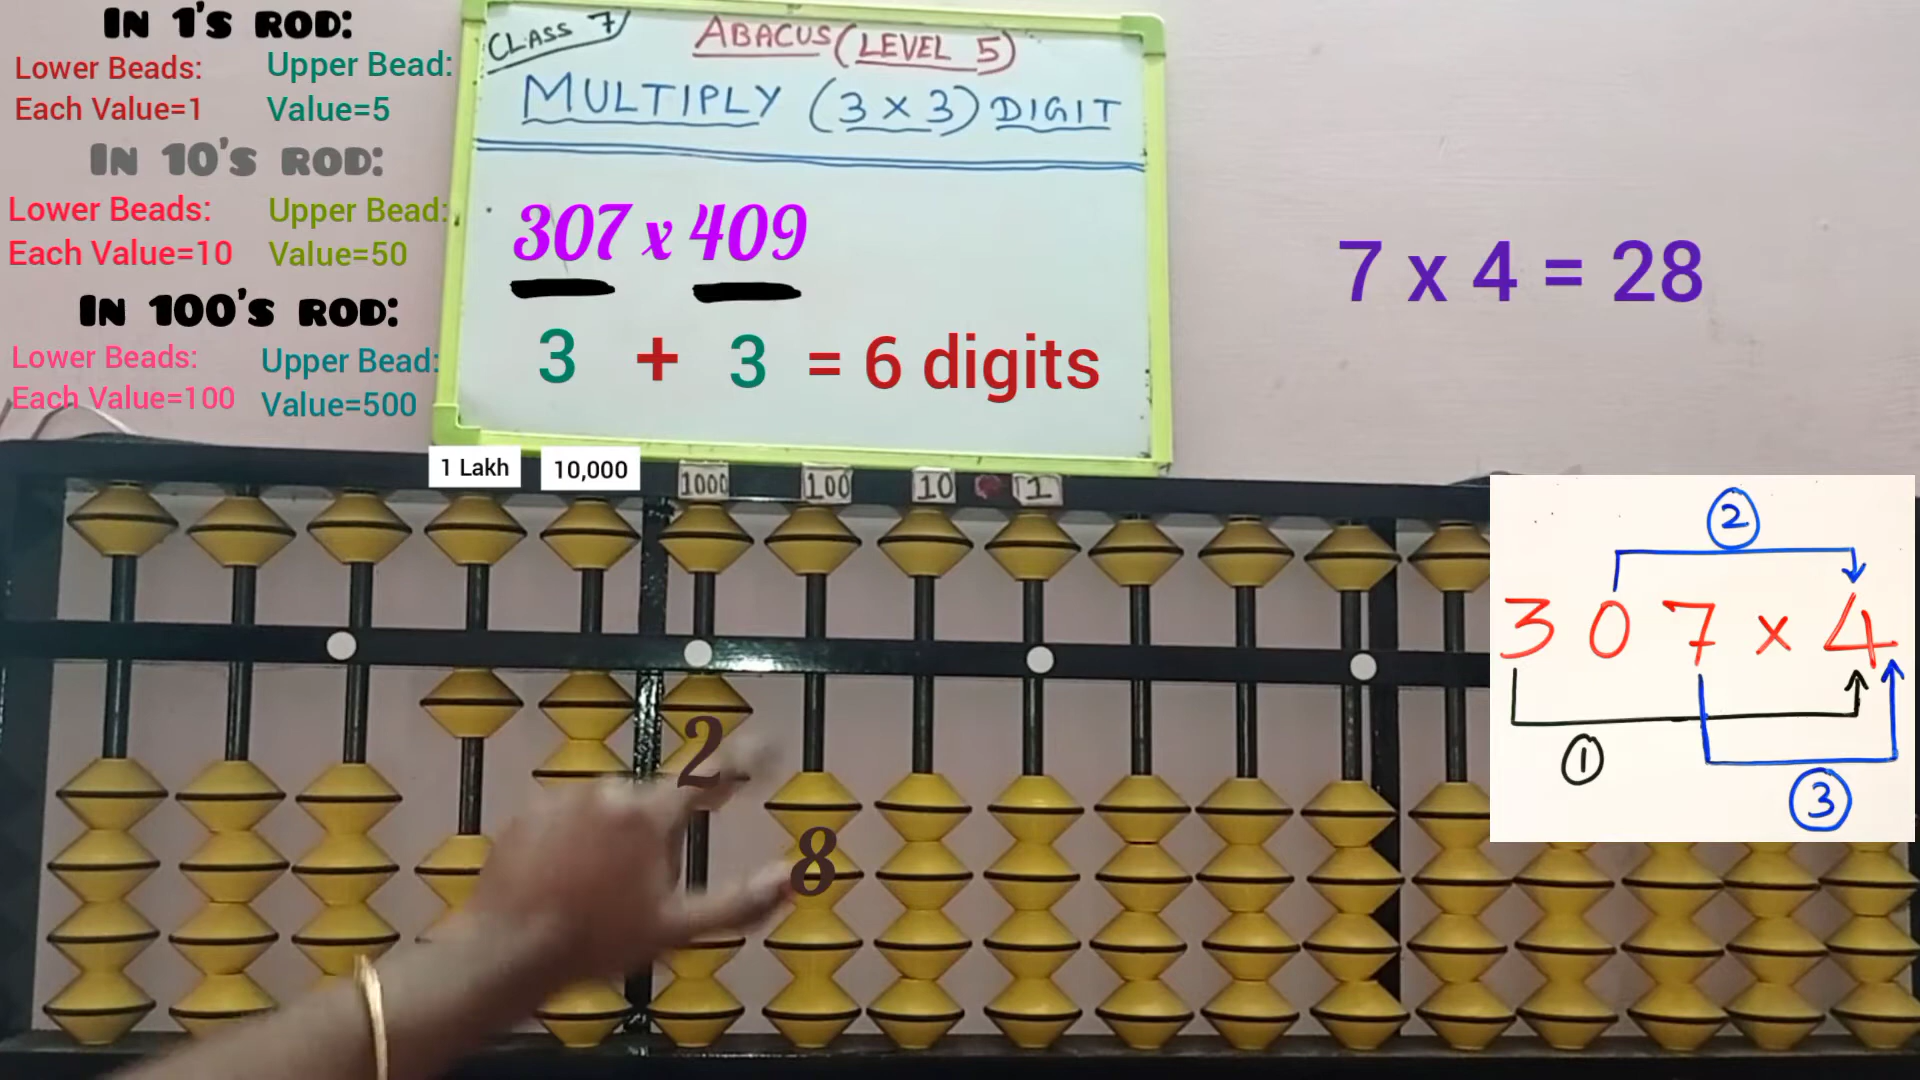 In 1's rod:
Lower Beads: Upper Bead:
Each Value=1 Value=5
In 10's rod:
Lower Beads: Upper Bead:
Each Value=10 Value=50
In 100's rod:
Lower Beads: Upper Bead:
Each Value=100 Value=500
CLASS 7
ABACUS (LEVEL 5)
MULTIPLY (3 x 3) DIGIT
307 x 409
3 + 3 = 6 digits
7 x 4 = 28
1 Lakh 10,000 1000 100 10 1
2
8
2
307 x 4
1
3